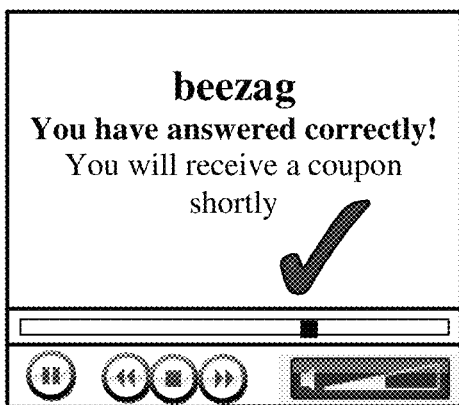 beezag
You have answered correctly!
You will receive a coupon
shortly